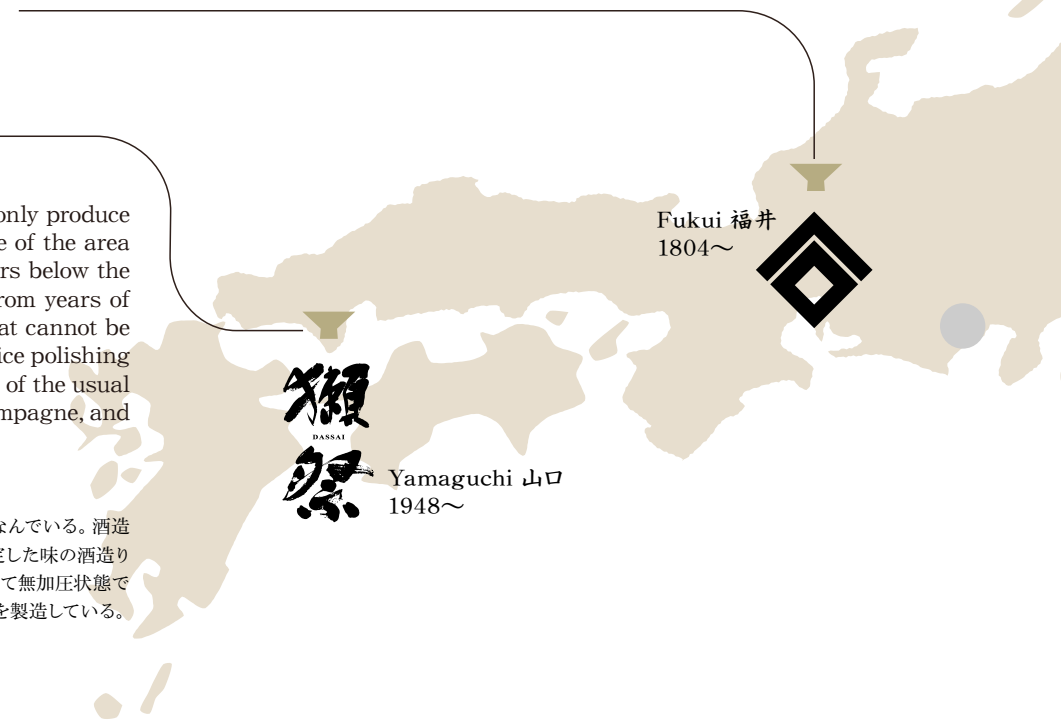 only produce
e of the area
rs below the
rom years of
at cannot be
ice polishing
of the usual
mpagne, and
なんでいる。酒造
定した味の酒造り
て無加圧状態で
を製造している。
Fukui 福井
1804～
獺
DASSAI
祭
Yamaguchi 山口
1948～